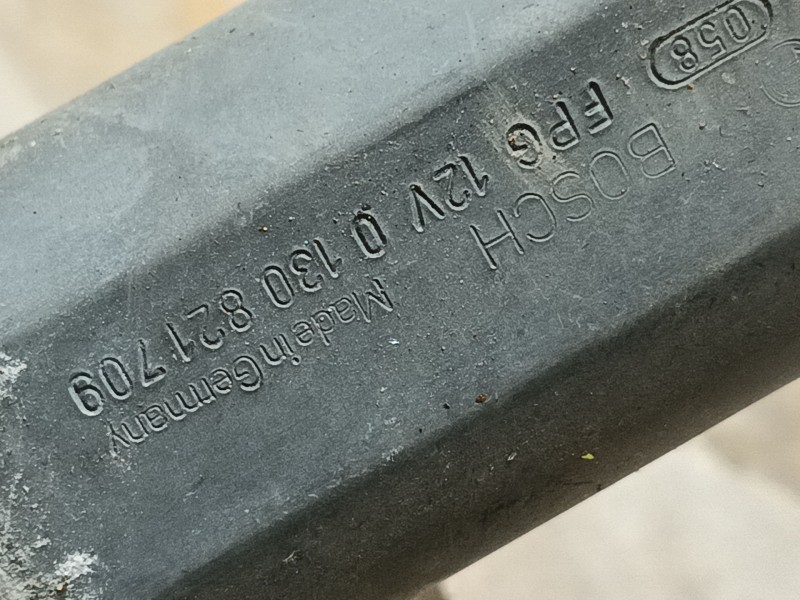 BOSCH Made in Germany
058
FPG 12V 0 130 821 709